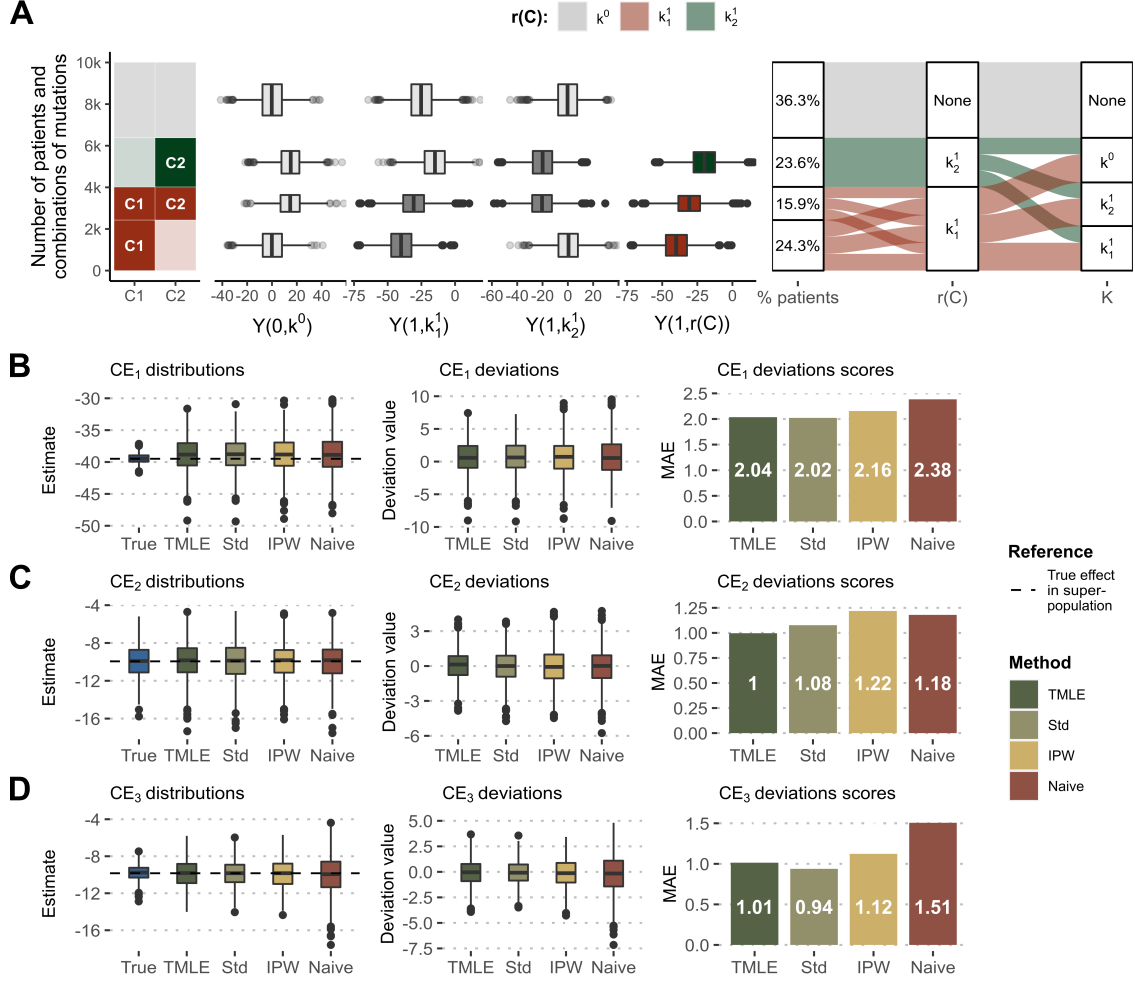 A
r(C): k⁰ k¹₁ k¹₂
Number of patients and
combinations of mutations
10k
8k
6k
4k
2k
0
C2
C1 C2
C1
C1 C2
-40 -20 0 20 40
Y(0,k⁰)
-75 -50 -25 0
Y(1,k¹₁)
-60 -40 -20 0 20
Y(1,k¹₂)
-75 -50 -25 0
Y(1,r(C))
36.3%
23.6%
15.9%
24.3%
None
k¹₂
k¹₁
None
k⁰
k¹₂
k¹₁
% patients r(C) K
B
CE₁ distributions
Estimate
-30
-35
-40
-45
-50
True TMLE Std IPW Naive
CE₁ deviations
Deviation value
10
5
0
-5
-10
TMLE Std IPW Naive
CE₁ deviations scores
MAE
2.5
2.0
1.5
1.0
0.5
0.0
2.04 2.02 2.16 2.38
TMLE Std IPW Naive
C
CE₂ distributions
Estimate
-4
-8
-12
-16
True TMLE Std IPW Naive
CE₂ deviations
Deviation value
3
0
-3
-6
TMLE Std IPW Naive
CE₂ deviations scores
MAE
1.25
1.00
0.75
0.50
0.25
0.00
1 1.08 1.22 1.18
TMLE Std IPW Naive
D
CE₃ distributions
Estimate
-4
-8
-12
-16
True TMLE Std IPW Naive
CE₃ deviations
Deviation value
5.0
2.5
0.0
-2.5
-5.0
-7.5
TMLE Std IPW Naive
CE₃ deviations scores
MAE
1.5
1.0
0.5
0.0
1.01 0.94 1.12 1.51
TMLE Std IPW Naive
Reference
True effect
in super-
population
Method
TMLE
Std
IPW
Naive